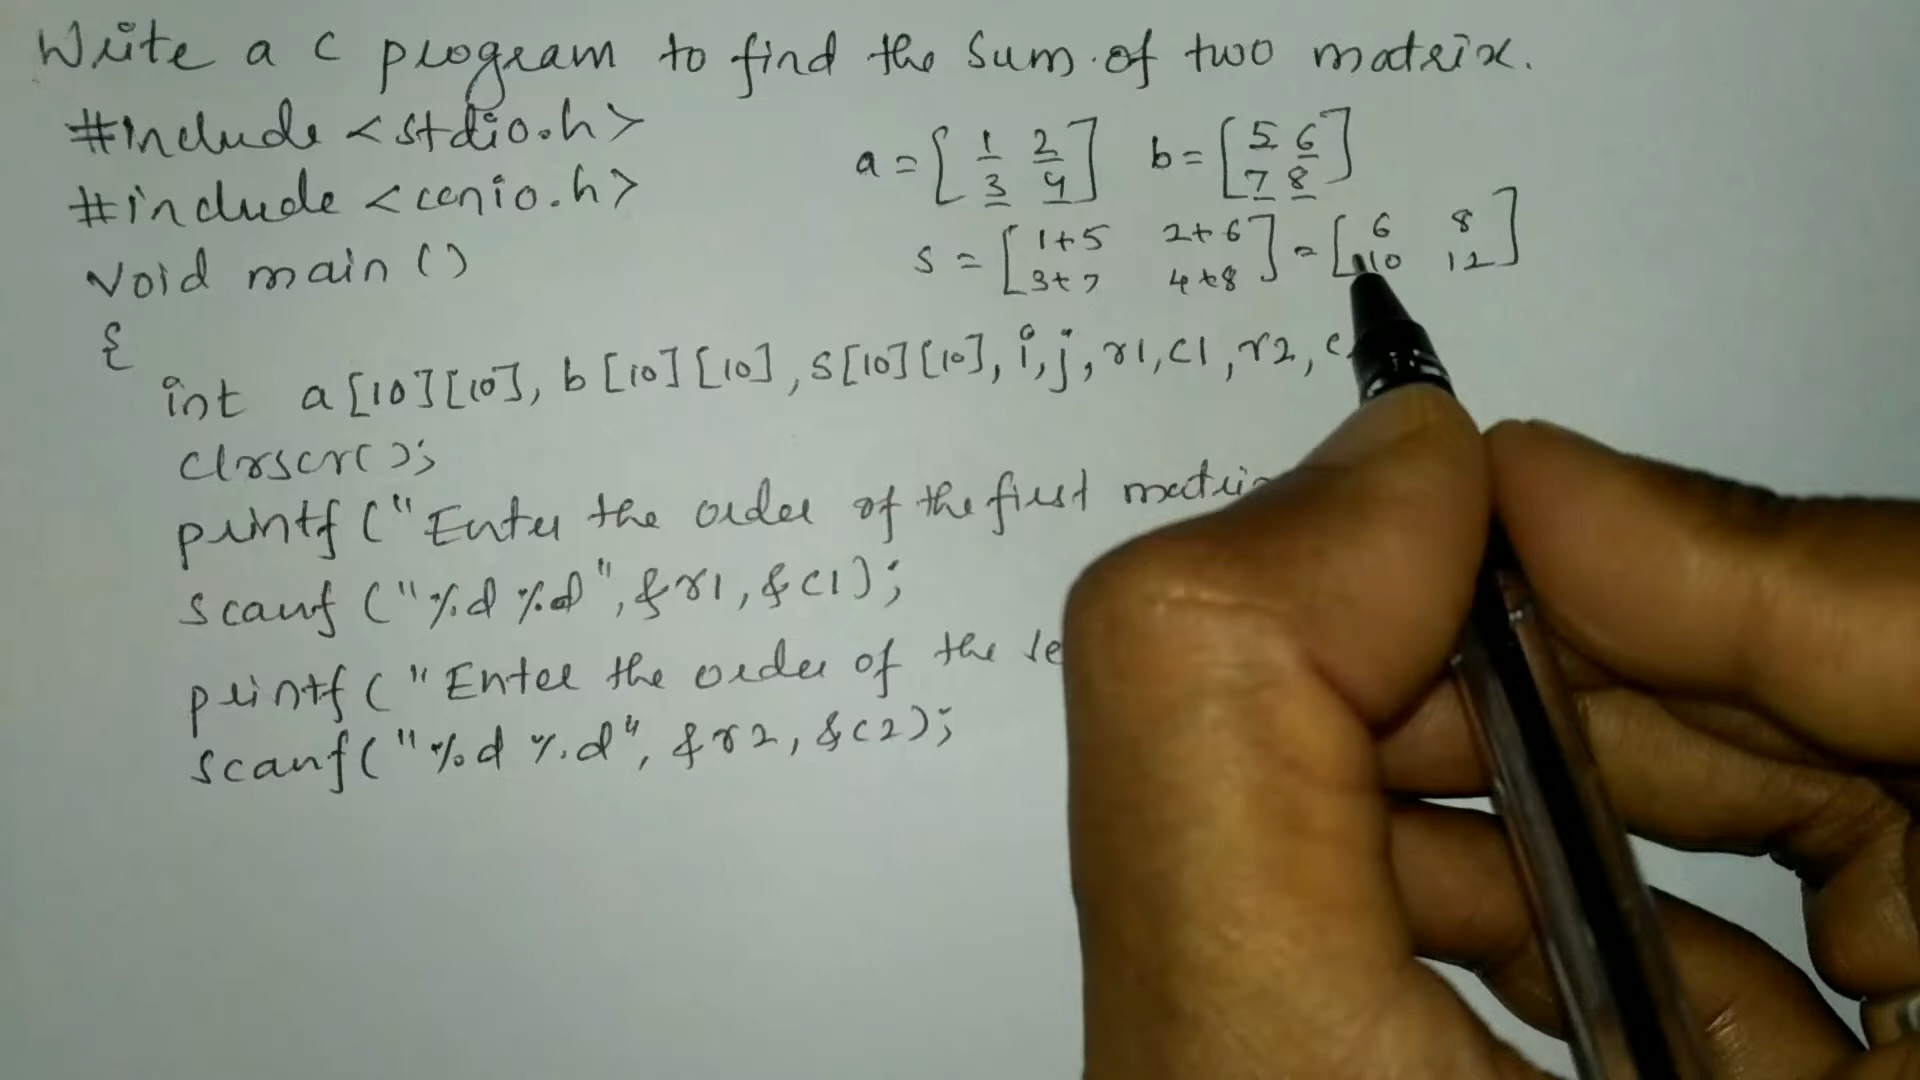 Write a C program to find the sum of two matrix.
#include <stdio.h>
#include <conio.h>
void main ()
{
a = [ 1 2 b = [ 5 6
3 4 ] 7 8 ]
s = [ 1+5 2+6 = [ 6 8
3+7 4+8 ] 10 12 ]
int a[10][10], b[10][10], s[10][10], i, j, r1, c1, r2, c
clrscr();
printf ("Enter the order of the first matri
scanf ("%d %d", &r1, &c1);
printf ("Enter the order of the se
scanf("%d %d", &r2, &c2);